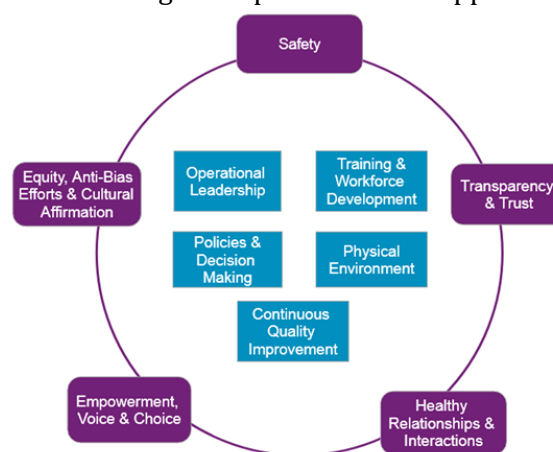 Safety
Equity, Anti-Bias
Efforts & Cultural
Affirmation
Operational
Leadership
Training &
Workforce
Development
Transparency
& Trust
Policies &
Decision
Making
Physical
Environment
Continuous
Quality
Improvement
Empowerment,
Voice & Choice
Healthy
Relationships &
Interactions